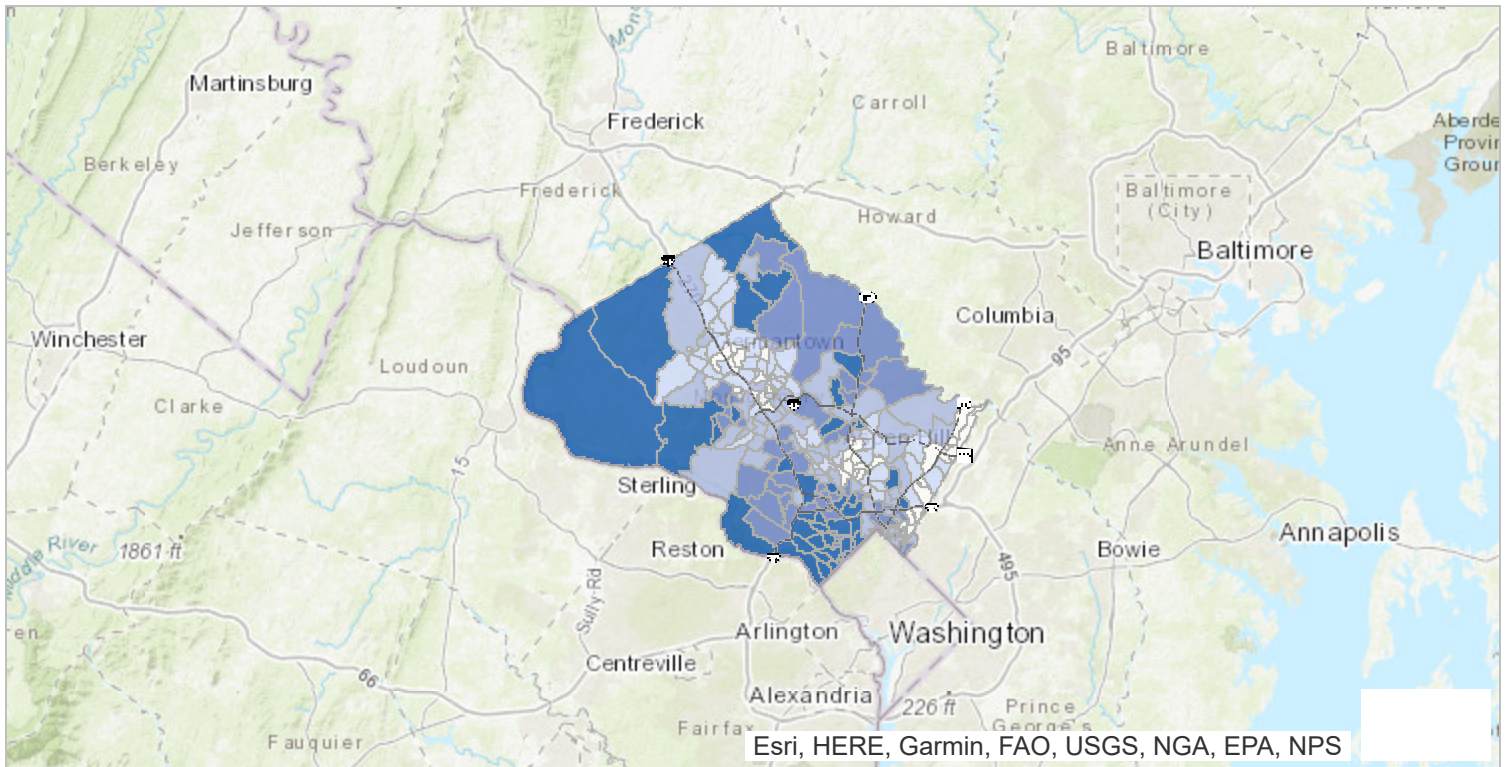 Baltimore
Martinsburg
Carroll
Frederick
Aberde
Provin
Groun
Berkeley
Frederick
Baltimore
(City)
Howard
Jefferson
Baltimore
Columbia
Winchester
95
Loudoun
Clarke
Anne Arundel
15
Sterling
Annapolis
Middle River
1861 ft
Reston
Bowie
495
Sully-Rd
Arlington
Washington
Centreville
66
Alexandria
226 ft
Prince
George's
Fairfax
Fauquier
Esri, HERE, Garmin, FAO, USGS, NGA, EPA, NPS